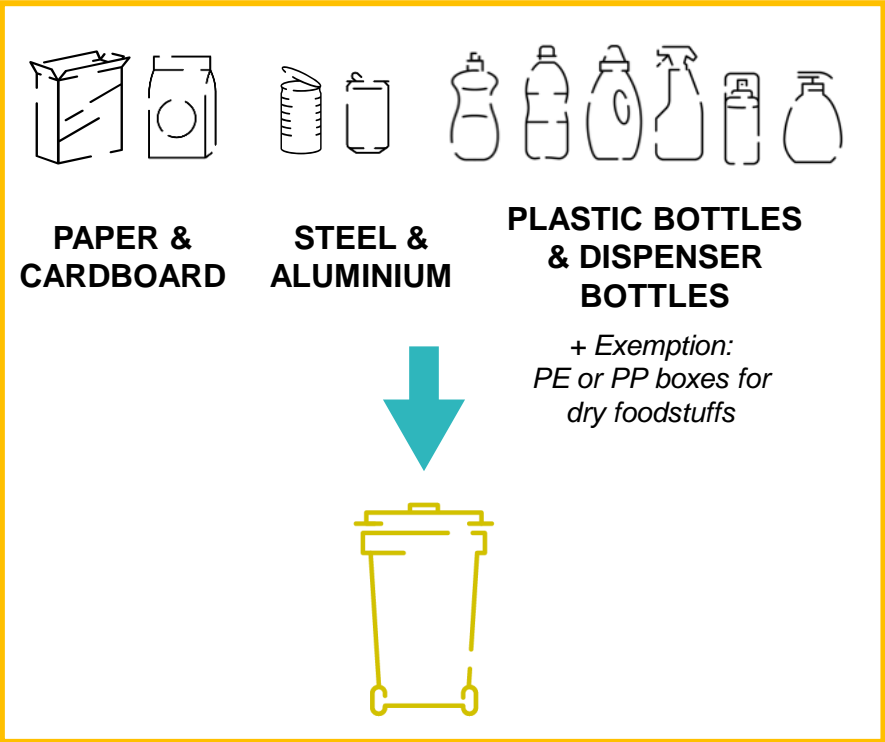 PAPER &
CARDBOARD
STEEL &
ALUMINIUM
PLASTIC BOTTLES
& DISPENSER
BOTTLES
+ Exemption:
PE or PP boxes for
dry foodstuffs